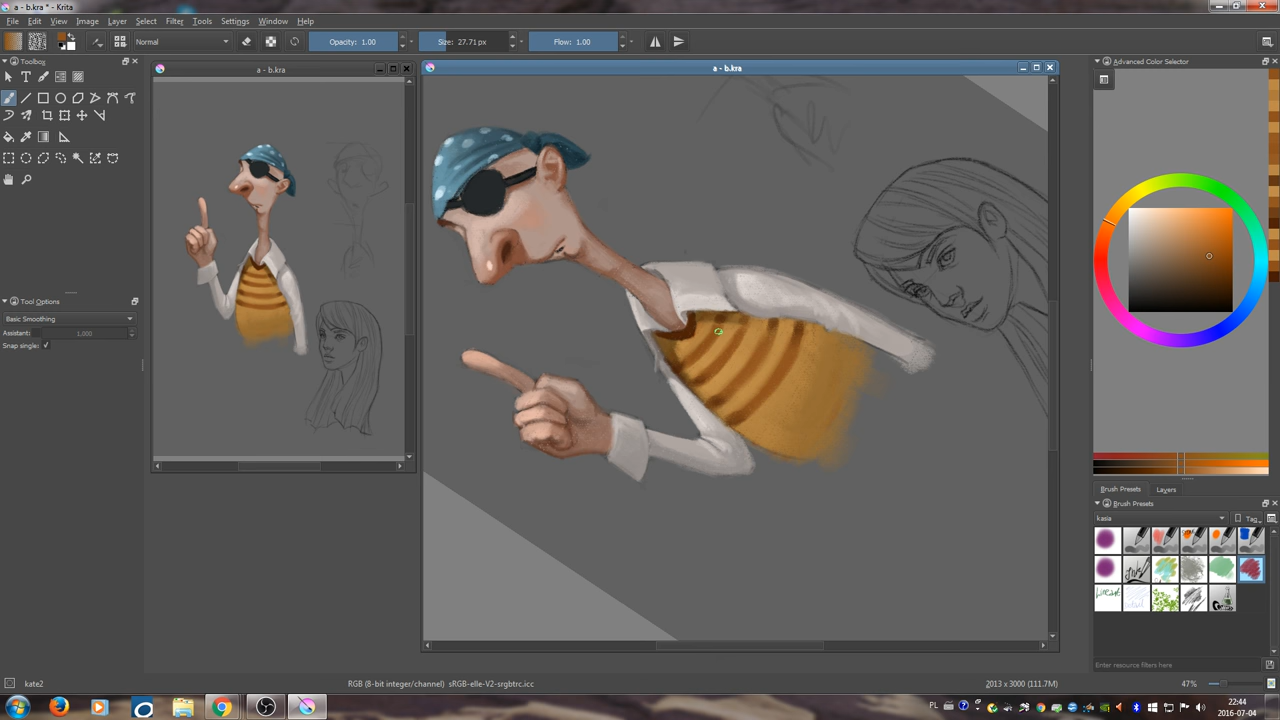 a - b.kra * - Krita
File Edit View Image Layer Select Filter Tools Settings Window Help
Normal Opacity: 1.00 Size: 27.71 px Flow: 1.00
Toolbox
a - b.kra
a - b.kra
Advanced Color Selector
Tool Options
Basic Smoothing
Assistant: 1,000
Snap single:
Brush Presets Layers
Brush Presets
kasia Tag
Ink
Enter resource filters here
kate2 RGB (8-bit integer/channel) sRGB-elle-V2-srgbtrc.icc 2013 x 3000 (111.7M) 47%
PL 22:44
2016-07-04